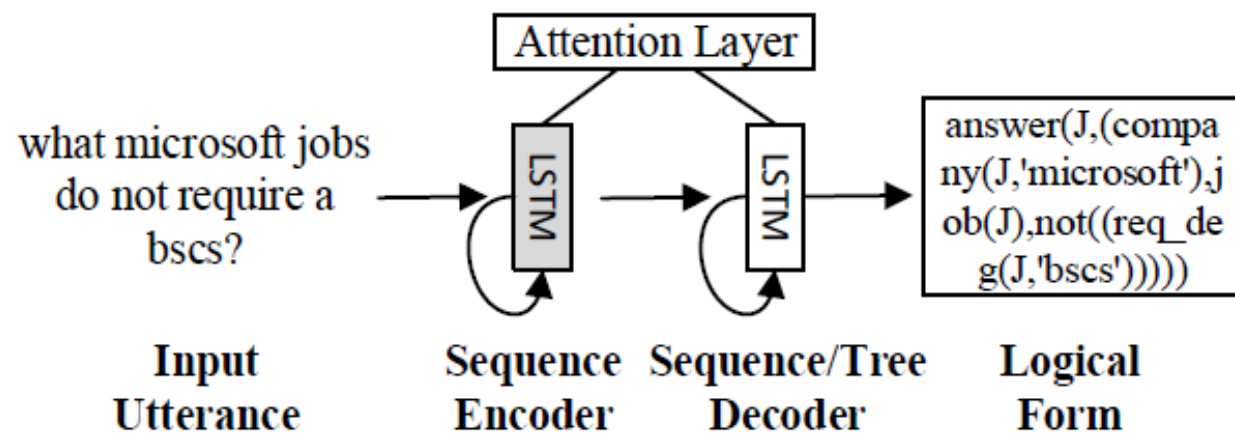 Attention Layer
what microsoft jobs
do not require a
bscs?
LSTM
LSTM
answer(J,(compa
ny(J,'microsoft'),j
ob(J),not((req_de
g(J,'bscs')))))
Input
Utterance
Sequence
Encoder
Sequence/Tree
Decoder
Logical
Form